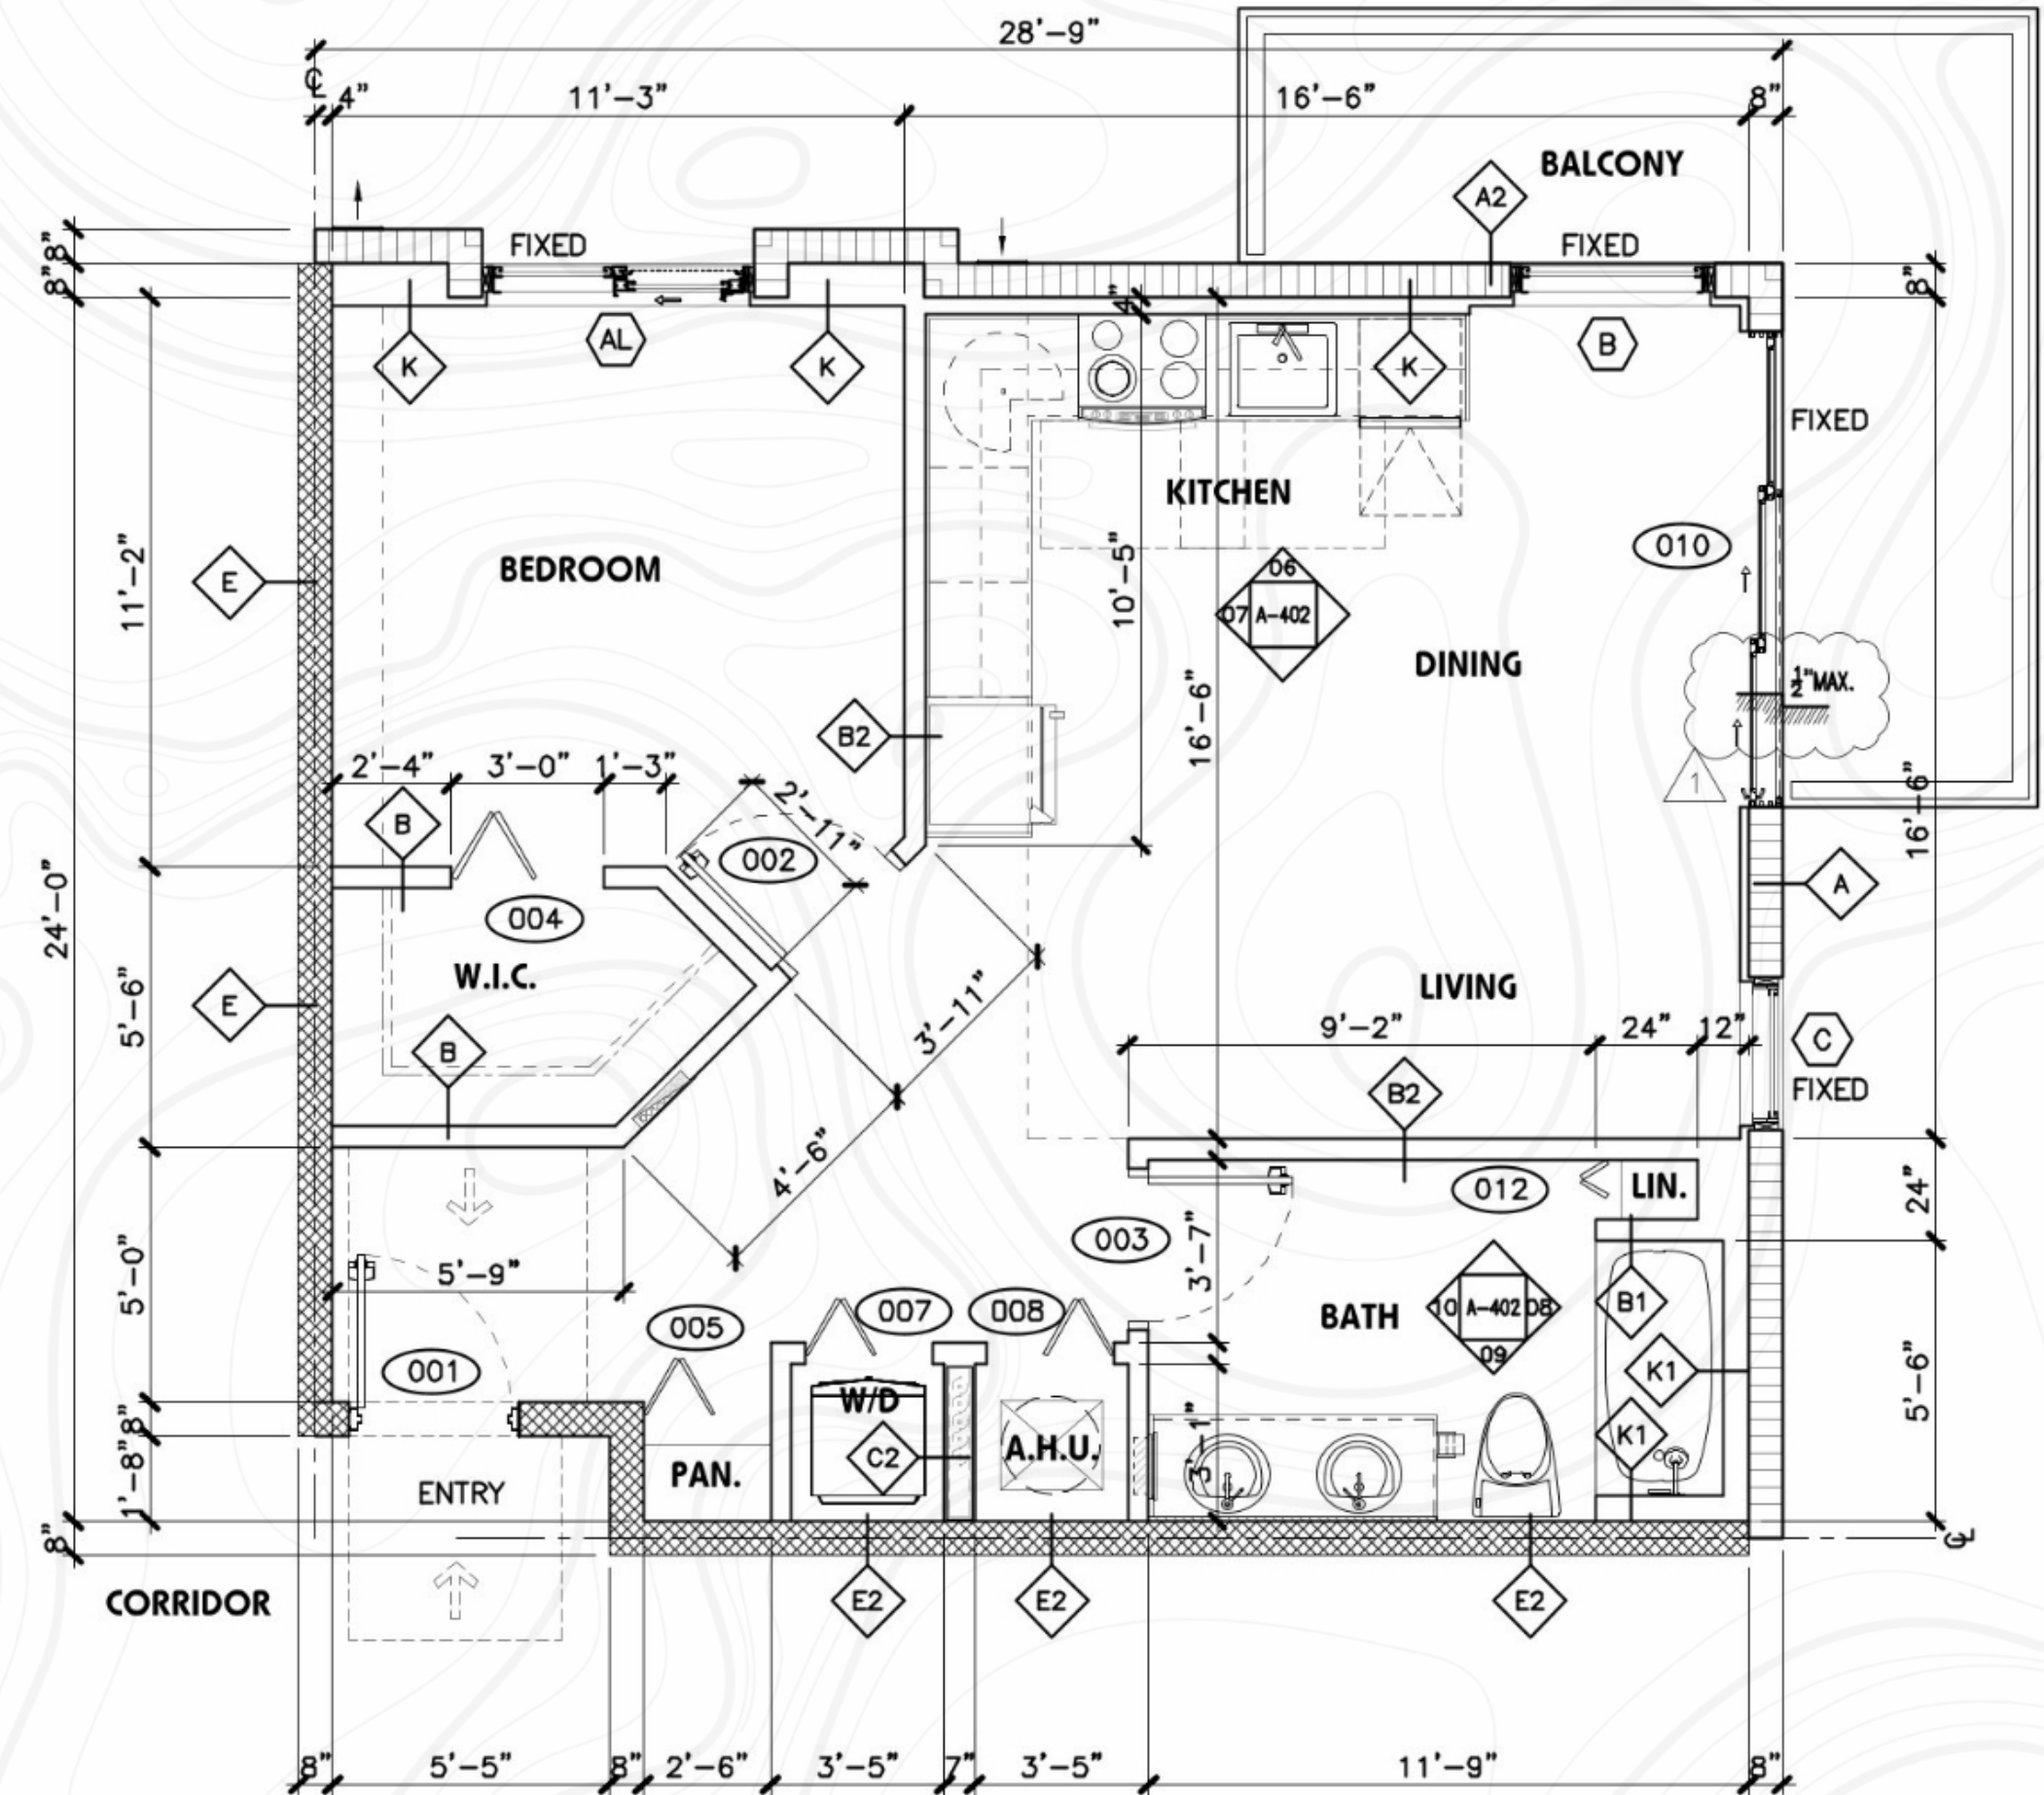 28'-9"
℄
4"
11'-3"
16'-6"
8"
BALCONY
A2
FIXED
FIXED
8"
8"
8"
4"
K
AL
K
K
B
FIXED
KITCHEN
010
BEDROOM
11'-2"
10'-5"
E
06
07 A-402
DINING
½" MAX.
16'-6"
B2
1
2'-4"
3'-0"
1'-3"
2'-11"
B
002
16'-6"
A
24'-0"
004
W.I.C.
LIVING
E
5'-6"
3'-11"
9'-2"
24"
12"
C
FIXED
B
B2
4'-6"
012
LIN.
24"
003
3'-7"
5'-0"
5'-9"
005
007
008
BATH
10 A-402 08
09
B1
001
K1
5'-6"
W/D
K1
8"
C2
A.H.U.
3'-1"
PAN.
ENTRY
1'-8"
8"
℄
CORRIDOR
E2
E2
E2
8"
5'-5"
8"
2'-6"
3'-5"
7"
3'-5"
11'-9"
8"